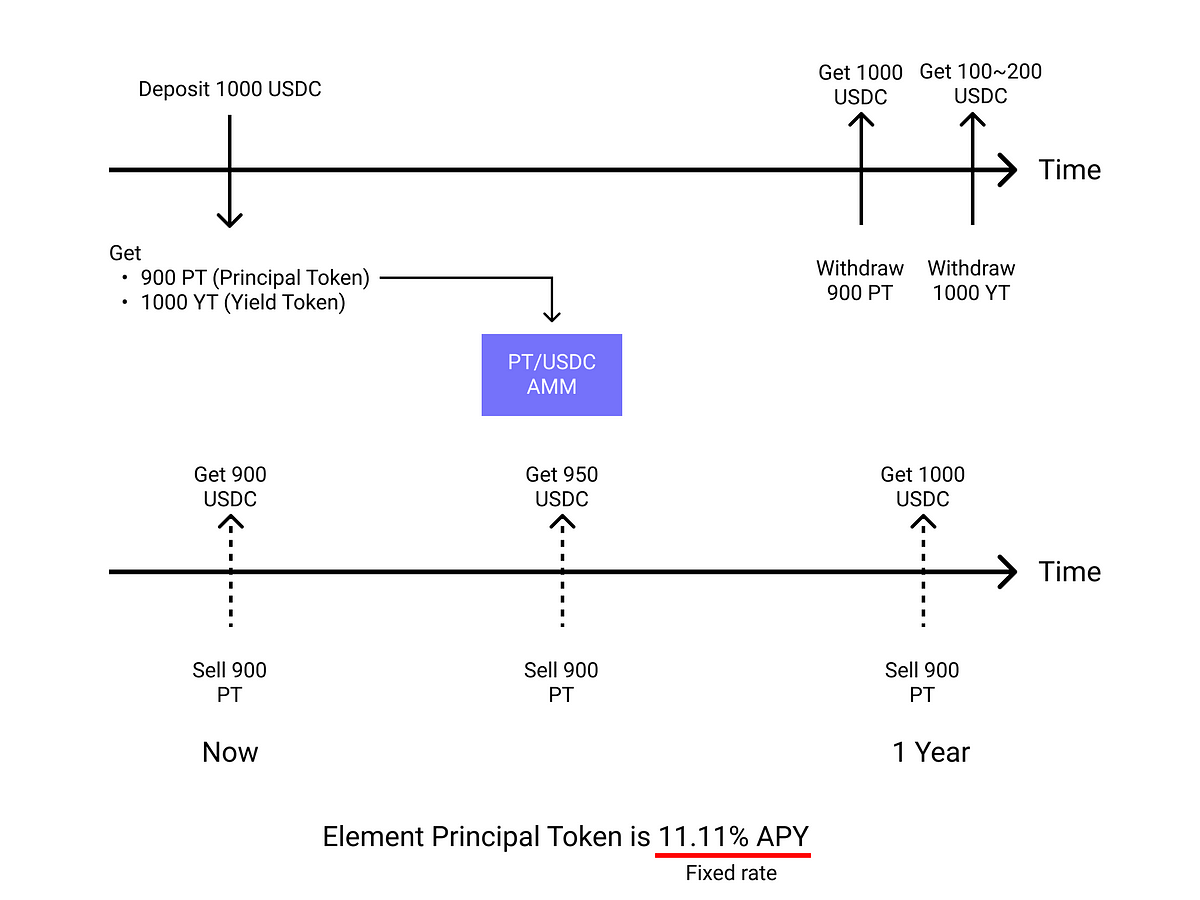 Deposit 1000 USDC
Get 1000
USDC
Get 100~200
USDC
Time
Get
• 900 PT (Principal Token)
• 1000 YT (Yield Token)
Withdraw
900 PT
Withdraw
1000 YT
PT/USDC
AMM
Get 900
USDC
Get 950
USDC
Get 1000
USDC
Time
Sell 900
PT
Sell 900
PT
Sell 900
PT
Now
1 Year
Element Principal Token is 11.11% APY
Fixed rate